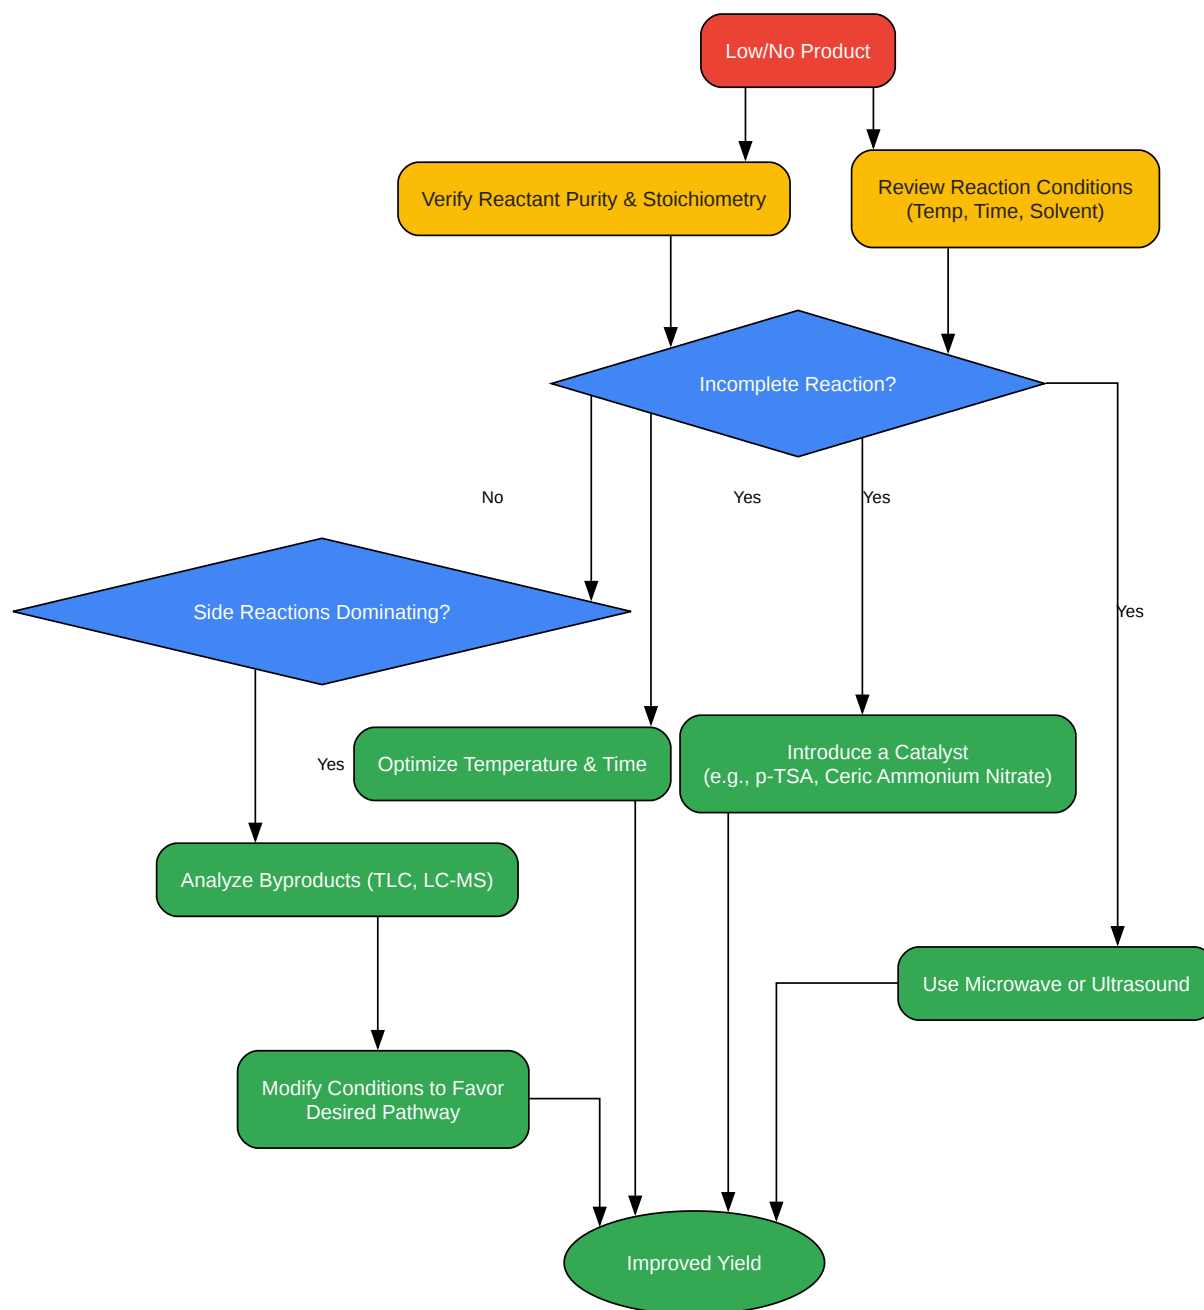 Low/No Product
Verify Reactant Purity & Stoichiometry
Review Reaction Conditions
(Temp, Time, Solvent)
Incomplete Reaction?
No
Yes
Yes
Side Reactions Dominating?
Yes
Yes
Optimize Temperature & Time
Introduce a Catalyst
(e.g., p-TSA, Ceric Ammonium Nitrate)
Analyze Byproducts (TLC, LC-MS)
Use Microwave or Ultrasound
Modify Conditions to Favor
Desired Pathway
Improved Yield